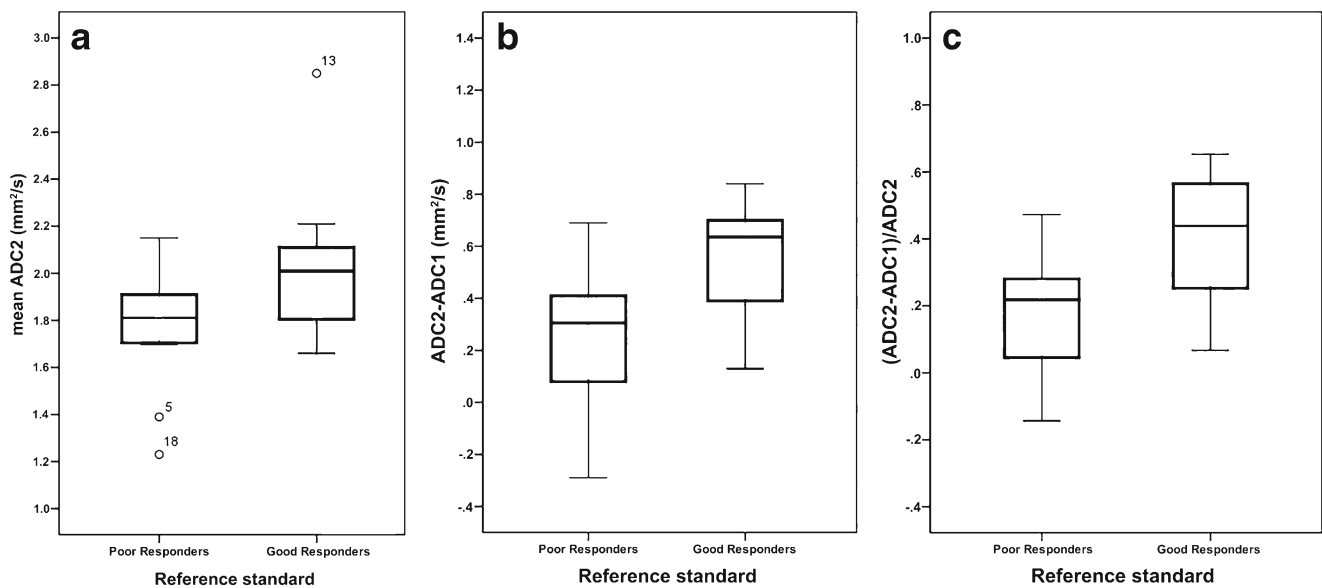 a
mean ADC2 (mm²/s)
3.0
2.8
2.6
2.4
2.2
2.0
1.8
1.6
1.4
1.2
1.0
13
5
18
Poor Responders Good Responders
Reference standard
b
ADC2-ADC1 (mm²/s)
1.4
1.2
1.0
.8
.6
.4
.2
.0
-.2
-.4
Poor Responders Good Responders
Reference standard
c
(ADC2-ADC1)/ADC2
1.0
.8
.6
.4
.2
.0
-.2
-.4
Poor Responders Good Responders
Reference standard